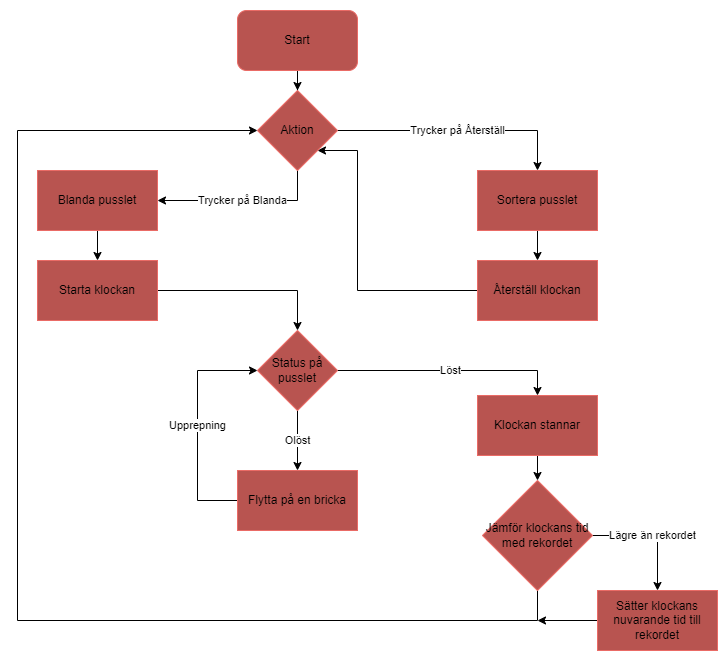 Start
Aktion
Trycker på Återställ
Blanda pusslet
Trycker på Blanda
Sortera pusslet
Starta klockan
Återställ klockan
Status på
pusslet
Löst
Upprepning
Olöst
Klockan stannar
Flytta på en bricka
Jämför klockans tid
med rekordet
Lägre än rekordet
Sätter klockans
nuvarande tid till
rekordet